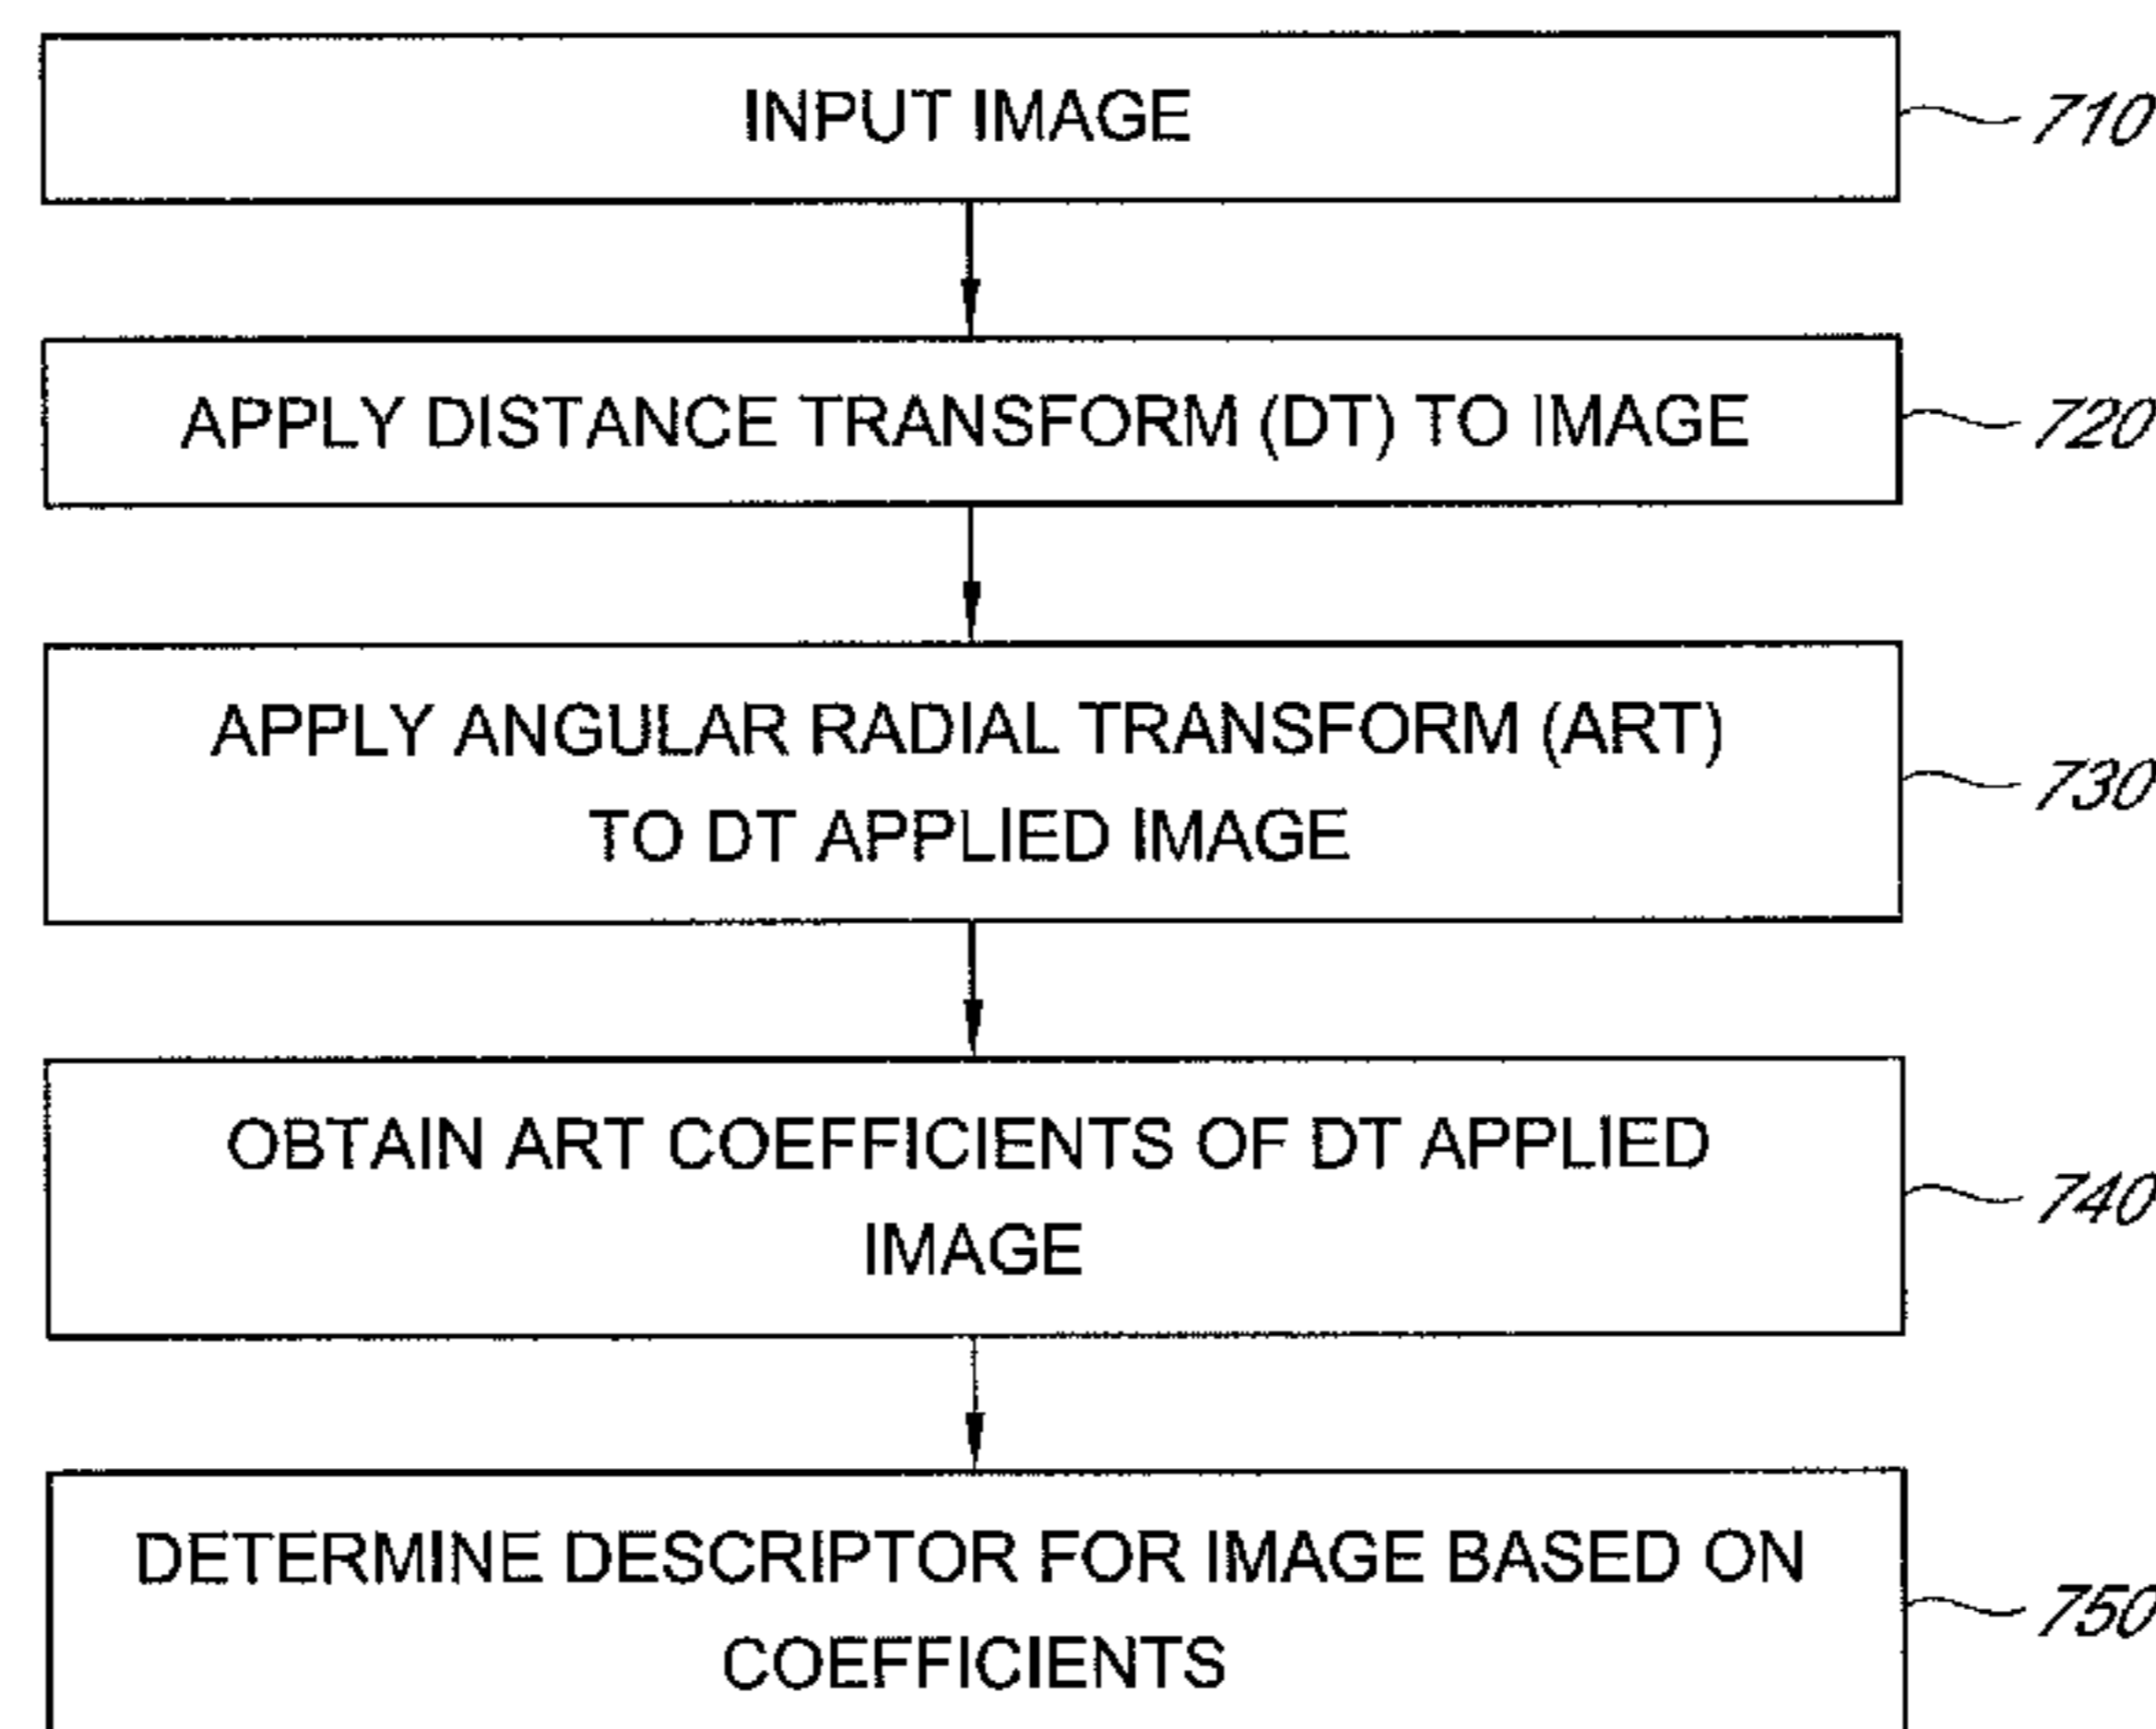 INPUT IMAGE
710
APPLY DISTANCE TRANSFORM (DT) TO IMAGE
720
APPLY ANGULAR RADIAL TRANSFORM (ART)
TO DT APPLIED IMAGE
730
OBTAIN ART COEFFICIENTS OF DT APPLIED
IMAGE
740
DETERMINE DESCRIPTOR FOR IMAGE BASED ON
COEFFICIENTS
750